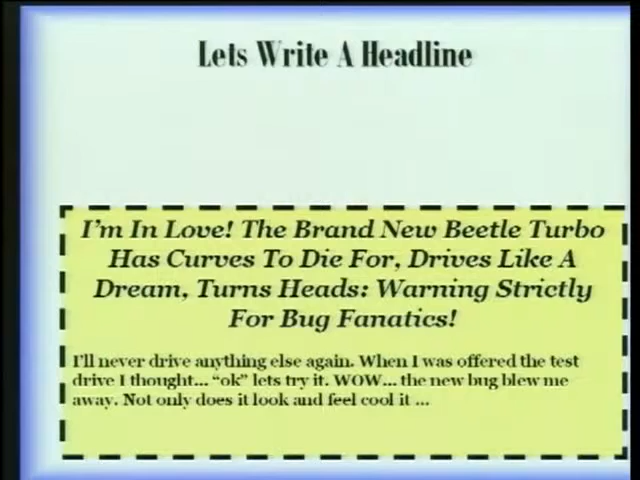 Lets Write A Headline
I'm In Love! The Brand New Beetle Turbo
Has Curves To Die For, Drives Like A
Dream, Turns Heads: Warning Strictly
For Bug Fanatics!
I'll never drive anything else again. When I was offered the test
drive I thought... "ok" lets try it. WOW... the new bug blew me
away. Not only does it look and feel cool it ...